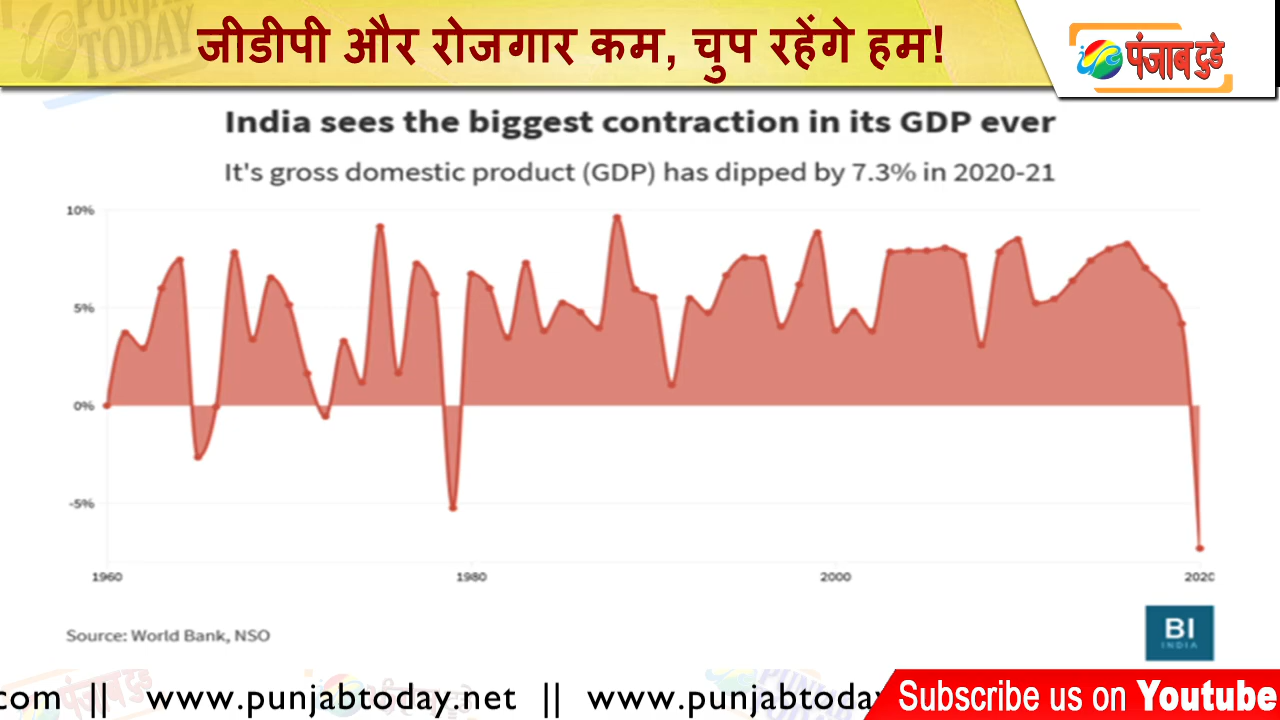 जीडीपी और रोजगार कम, चुप रहेंगे हम!
पंजाब टुडे
India sees the biggest contraction in its GDP ever
It's gross domestic product (GDP) has dipped by 7.3% in 2020-21
10%
5%
0%
-5%
1960 1980 2000 2020
Source: World Bank, NSO
BI
INDIA
.com || www.punjabtoday.net || www.punjabtoday
Subscribe us on Youtube